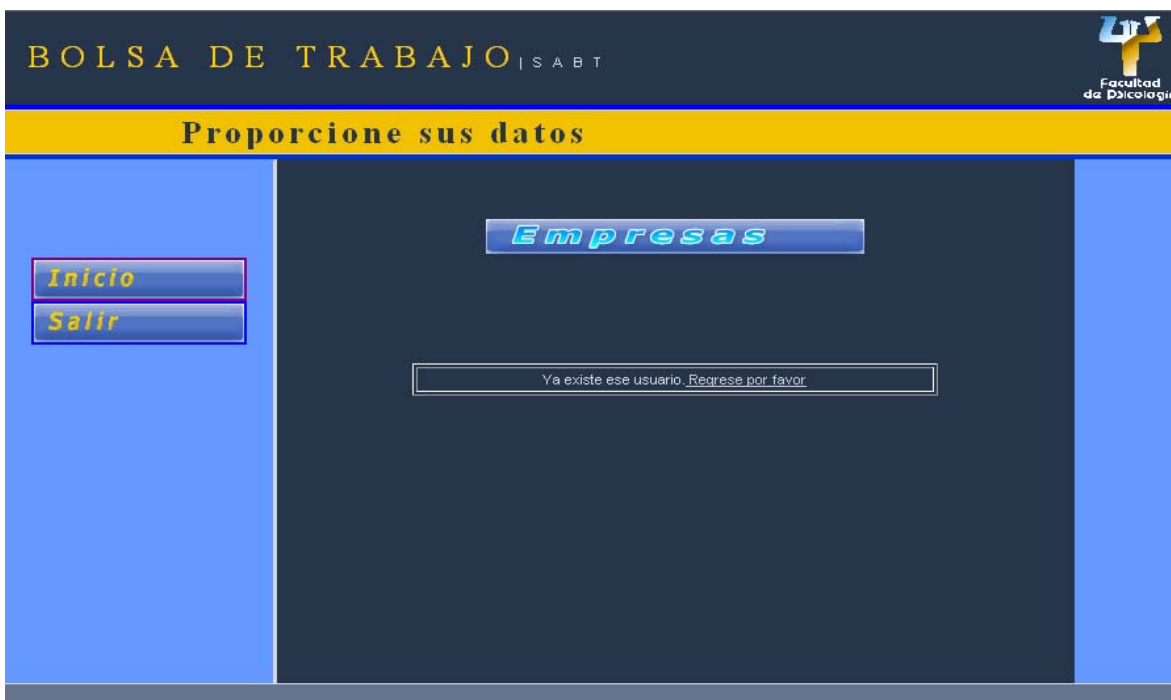 BOLSA DE TRABAJO | SABT
Facultad
de Psicologia
Proporcione sus datos
Empresas
Inicio
Salir
Ya existe ese usuario. Regrese por favor